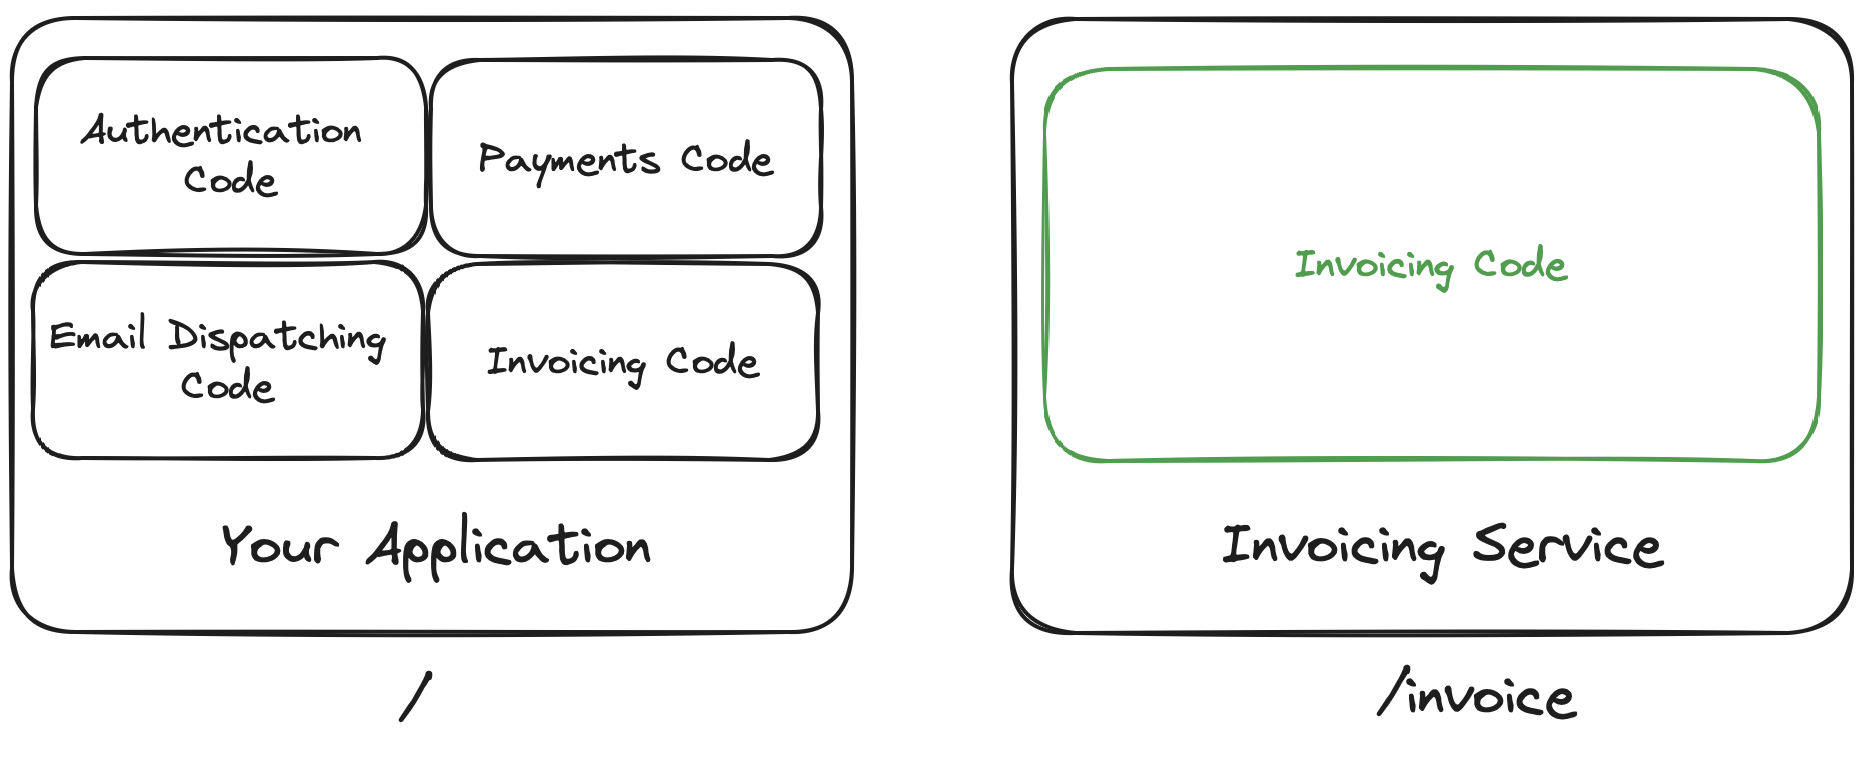 Authentication
Code
Payments Code
Email Dispatching
Code
Invoicing Code
Your Application
/
Invoicing Code
Invoicing Service
/invoice